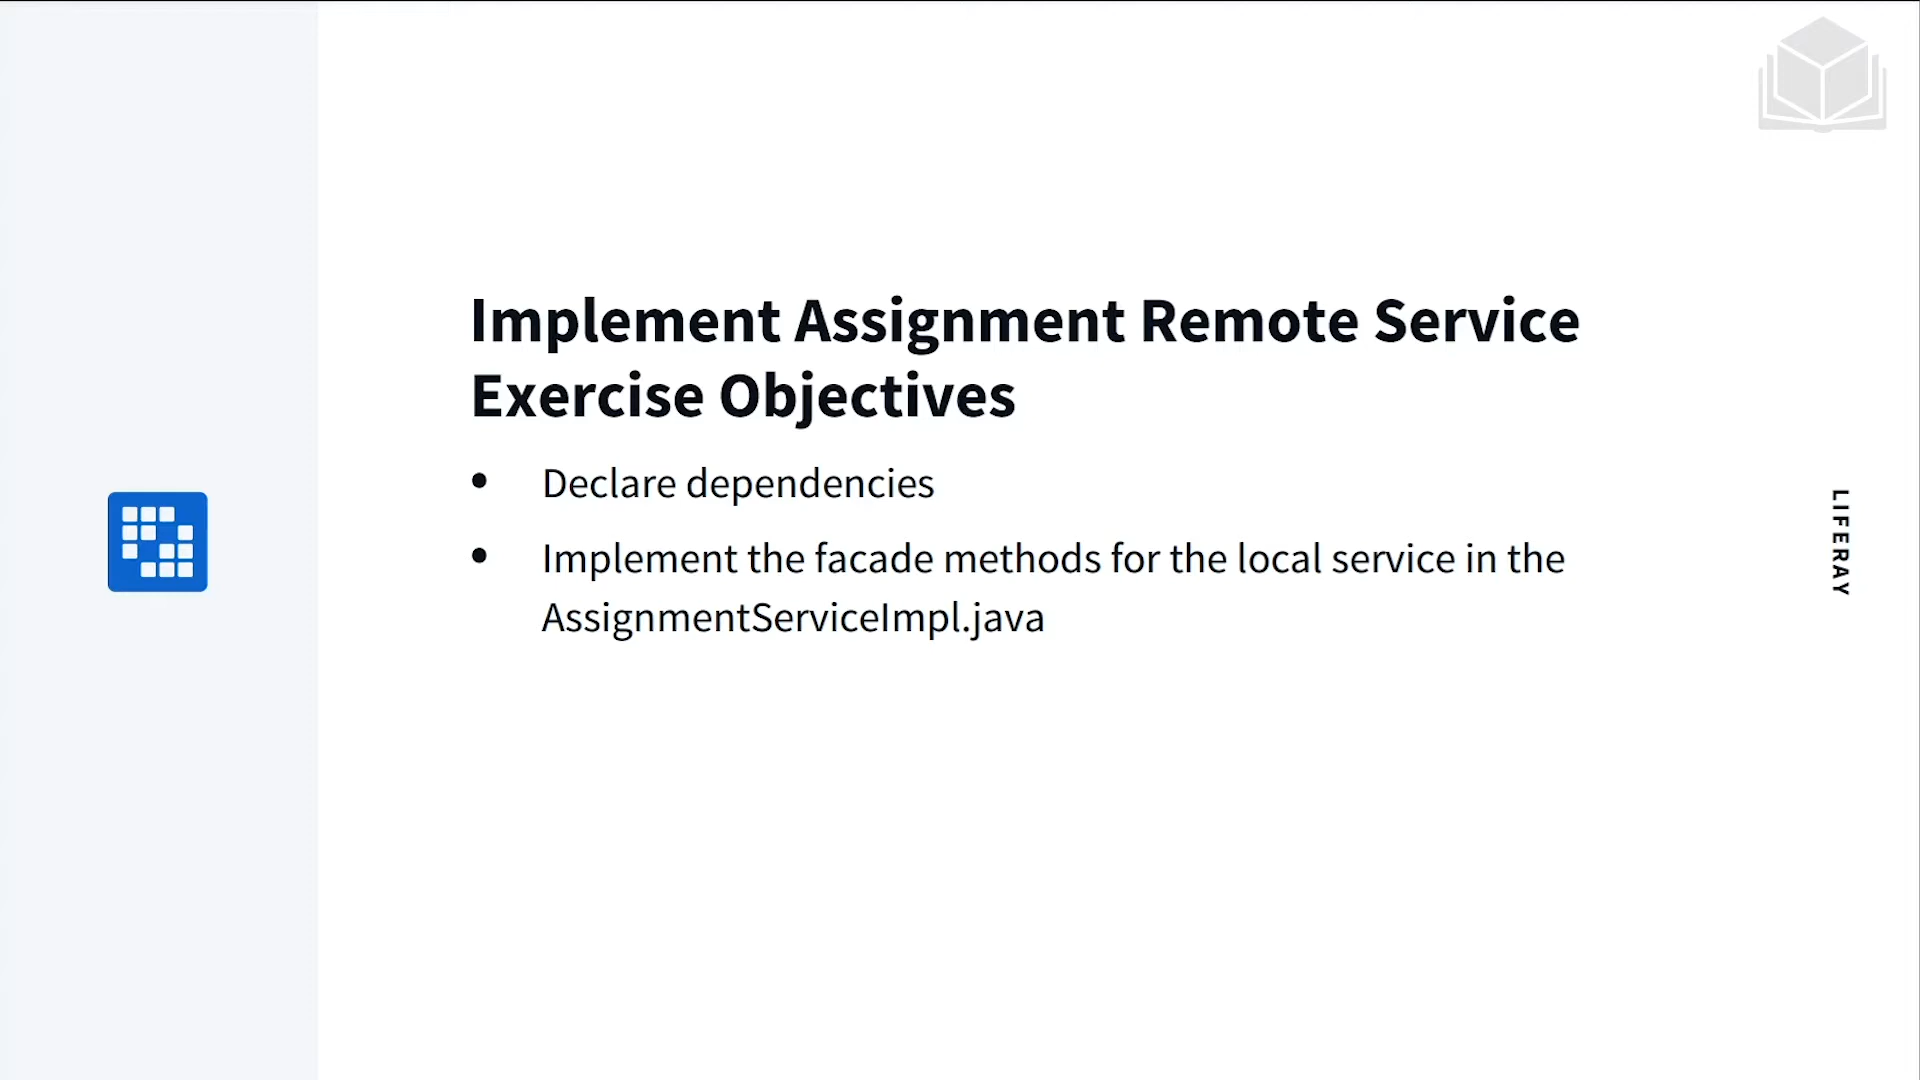 Implement Assignment Remote Service
Exercise Objectives
• Declare dependencies
• Implement the facade methods for the local service in the
AssignmentServiceImpl.java
LIFERAY